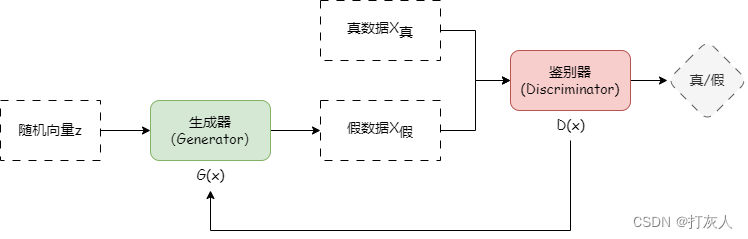 真数据X真
鉴别器
(Discriminator)
真/假
随机向量z
生成器
(Generator)
假数据X假
D(x)
G(x)
CSDN @打灰人